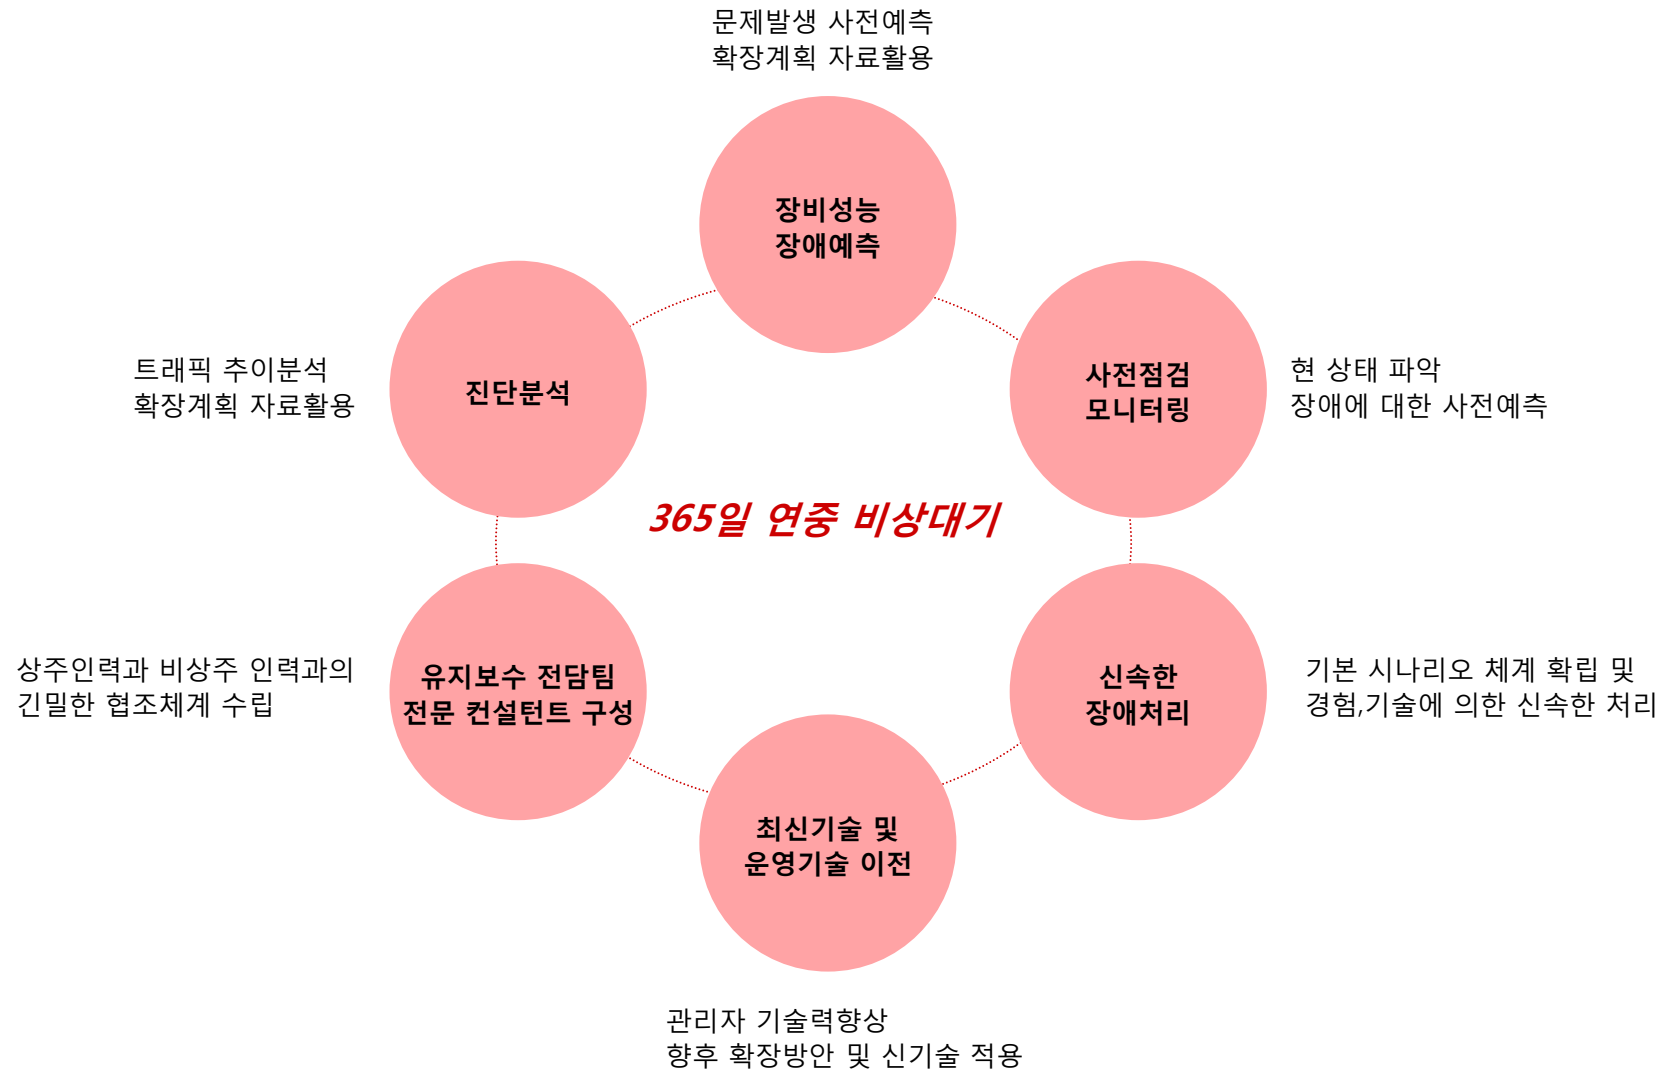 문제발생 사전예측
확장계획 자료활용
장비성능
장애예측
사전점검
모니터링
현 상태 파악
장애에 대한 사전예측
신속한
장애처리
기본 시나리오 체계 확립 및
경험,기술에 의한 신속한 처리
최신기술 및
운영기술 이전
관리자 기술력향상
향후 확장방안 및 신기술 적용
유지보수 전담팀
전문 컨설턴트 구성
상주인력과 비상주 인력과의
긴밀한 협조체계 수립
진단분석
트래픽 추이분석
확장계획 자료활용
365일 연중 비상대기